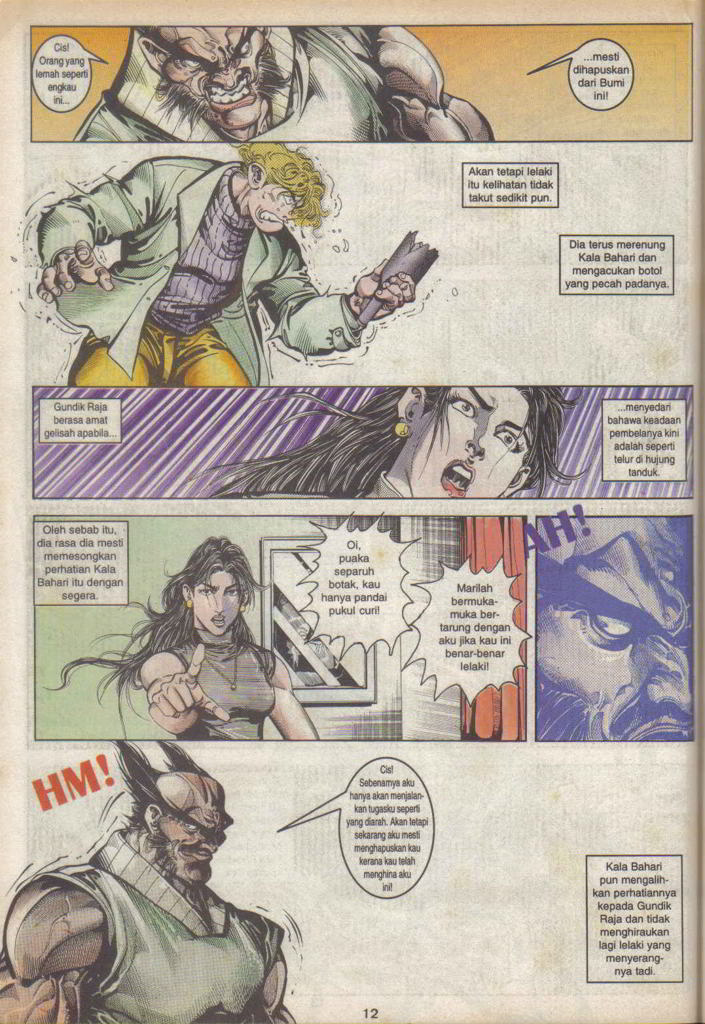 Cis!
Orang yang
lemah seperti
engkau
ini...
...mesti
dihapuskan
dari Bumi
ini!
Akan tetapi lelaki
itu kelihatan tidak
takut sedikit pun.
Dia terus merenung
Kala Bahari dan
mengacukan botol
yang pecah padanya.
Gundik Raja
berasa amat
gelisah apabila...
...menyedari
bahawa keadaan
pembelanya kini
adalah seperti
telur di hujung
tanduk.
Oleh sebab itu,
dia rasa dia mesti
memesongkan
perhatian Kala
Bahari itu dengan
segera.
Oi,
puaka
separuh
botak, kau
hanya pandai
pukul curi!
Marilah
bermuka-
muka ber-
tarung dengan
aku jika kau ini
benar-benar
lelaki!
AH!
HM!
Cis!
Sebenarnya aku
hanya akan menjalan-
kan tugasku seperti
yang diarah. Akan tetapi
sekarang aku mesti
menghapuskan kau
kerana kau telah
menghina aku
ini!
Kala Bahari
pun mengalih-
kan perhatiannya
kepada Gundik
Raja dan tidak
menghiraukan
lagi lelaki yang
menyerang-
nya tadi.
12